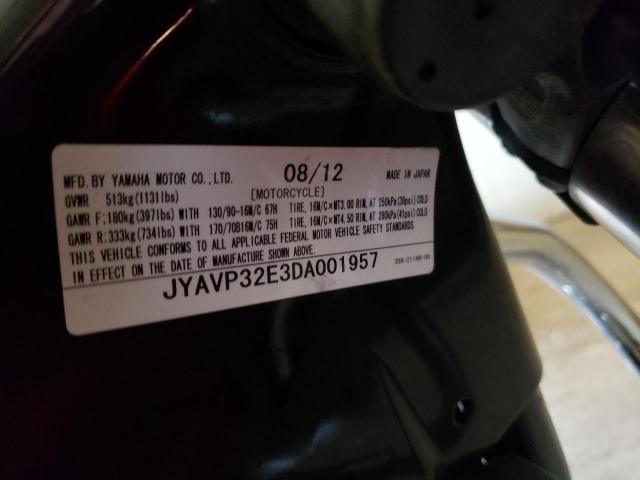 MFD. BY YAMAHA MOTOR CO., LTD. 08/12 MADE IN JAPAN
GVWR 513kg(1131lbs) [MOTORCYCLE]
GAWR F:180kg(397lbs) WITH 130/90-16M/C 67H TIRE, 16M/C×MT3.00 RIM, AT 250kPa(36psi) COLD
GAWR R:333kg(734lbs) WITH 170/70B16M/C 75H TIRE, 16M/C×MT4.50 RIM, AT 280kPa(41psi) COLD
THIS VEHICLE CONFORMS TO ALL APPLICABLE FEDERAL MOTOR VEHICLE SAFETY STANDARDS
IN EFFECT ON THE DATE OF MANUFACTURE SHOWN ABOVE.
JYAVP32E3DA001957